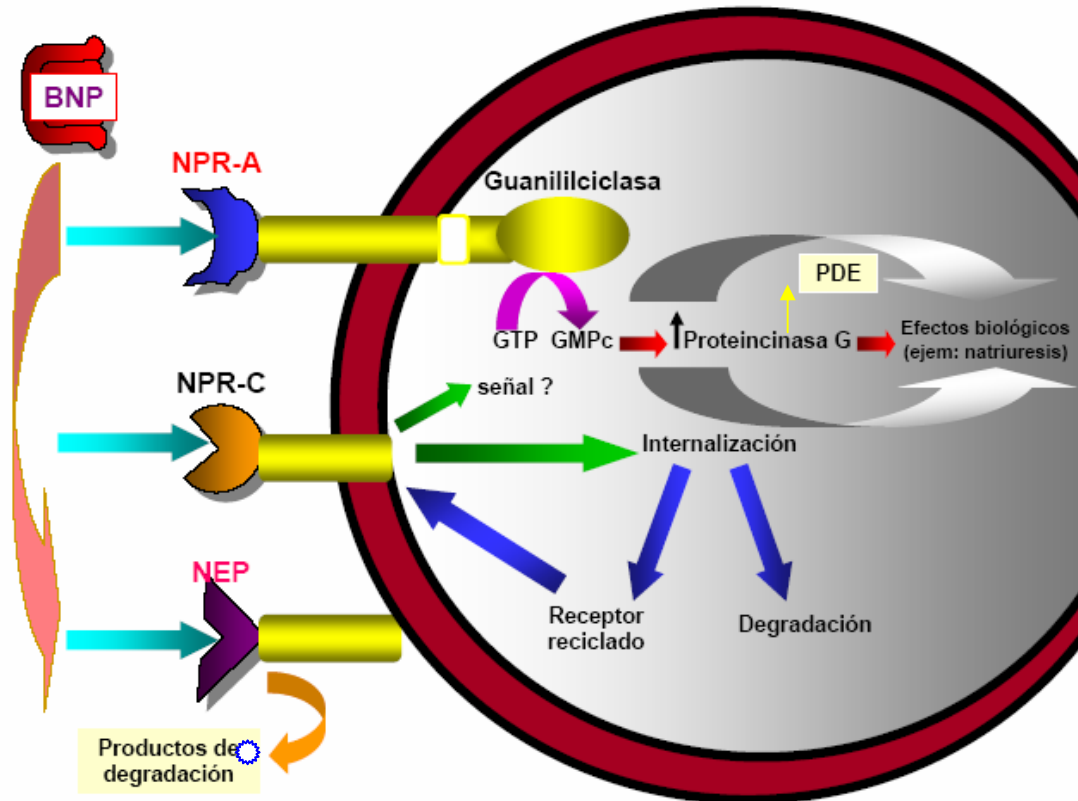 BNP
NPR-A
Guanililciclasa
PDE
GTP GMPc Proteincinasa G
Efectos biológicos
(ejem: natriuresis)
NPR-C
señal ?
Internalización
NEP
Receptor
reciclado
Degradación
Productos de
degradación